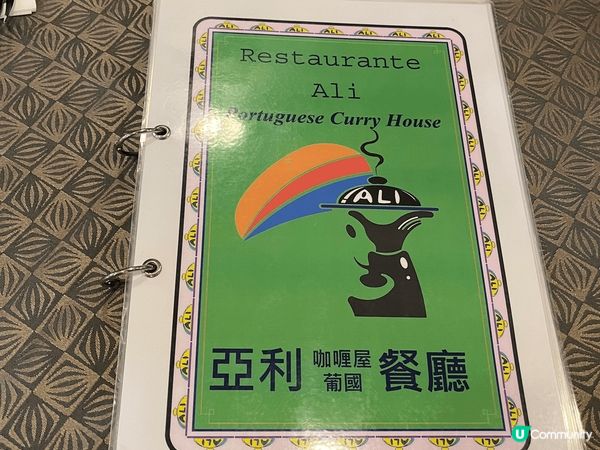 Restaurante
Ali
Portuguese Curry House
ALI
亞利 咖喱屋 葡國 餐廳
U Community